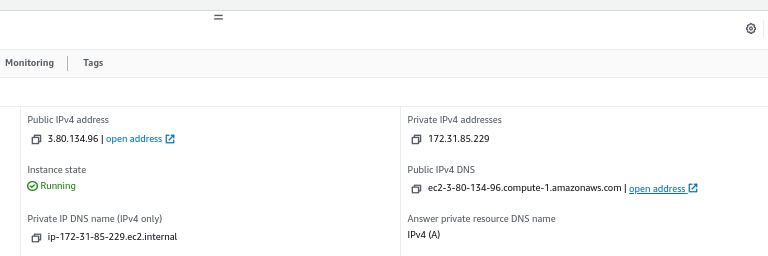 Monitoring | Tags
Public IPv4 address
3.80.134.96 | open address
Private IPv4 addresses
172.31.85.229
Instance state
Running
Public IPv4 DNS
ec2-3-80-134-96.compute-1.amazonaws.com | open address
Private IP DNS name (IPv4 only)
ip-172-31-85-229.ec2.internal
Answer private resource DNS name
IPv4 (A)